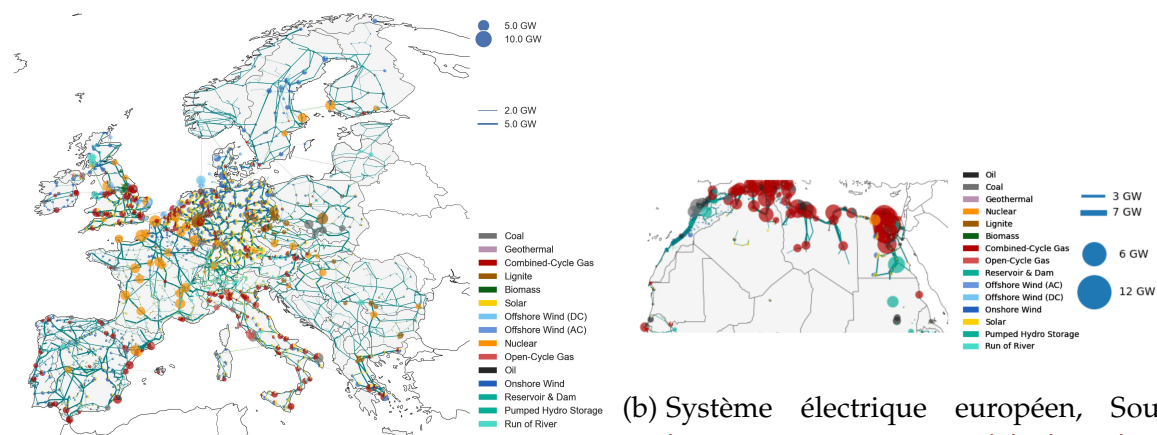 5.0 GW
10.0 GW
2.0 GW
5.0 GW
Coal
Geothermal
Combined-Cycle Gas
Lignite
Biomass
Solar
Offshore Wind (DC)
Offshore Wind (AC)
Nuclear
Open-Cycle Gas
Oil
Onshore Wind
Reservoir & Dam
Pumped Hydro Storage
Run of River
Oil
Coal
Geothermal
Nuclear
Lignite
Biomass
Combined-Cycle Gas
Open-Cycle Gas
Reservoir & Dam
Offshore Wind (AC)
Offshore Wind (DC)
Onshore Wind
Solar
Pumped Hydro Storage
Run of River
3 GW
7 GW
6 GW
12 GW
(b) Système électrique européen, Sou